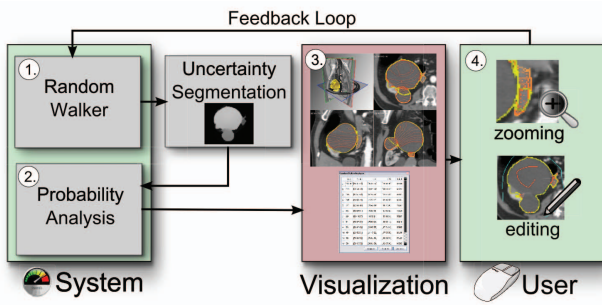 Feedback Loop
1.
Random
Walker
Uncertainty
Segmentation
2.
Probability
Analysis
3.
4.
zooming
editing
System
Visualization
User